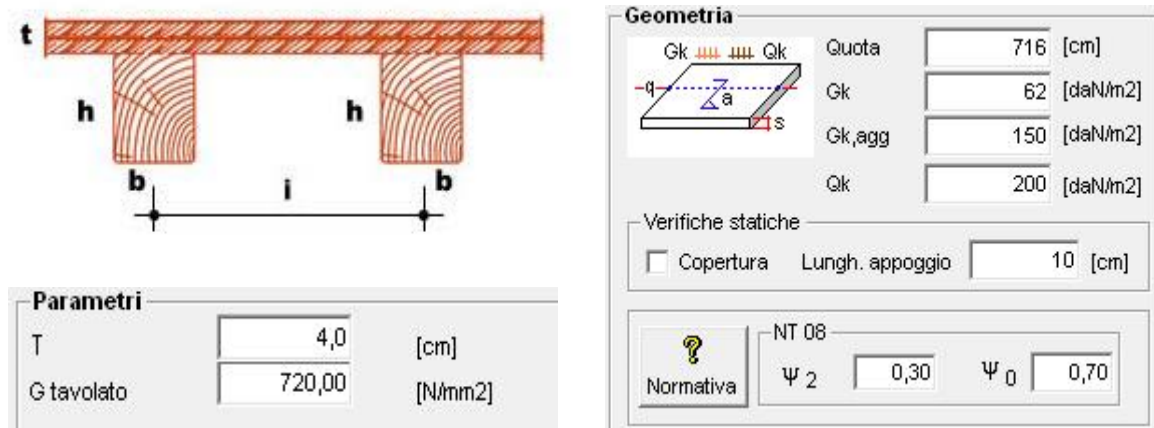 t
h h
b i b
Parametri
T 4,0 [cm]
G tavolato 720,00 [N/mm2]
Geometria
Gk Qk
q a
s
Quota 716 [cm]
Gk 62 [daN/m2]
Gk,agg 150 [daN/m2]
Qk 200 [daN/m2]
Verifiche statiche
Copertura Lungh. appoggio 10 [cm]
? Normativa
NT 08
Ψ 2 0,30 Ψ 0 0,70